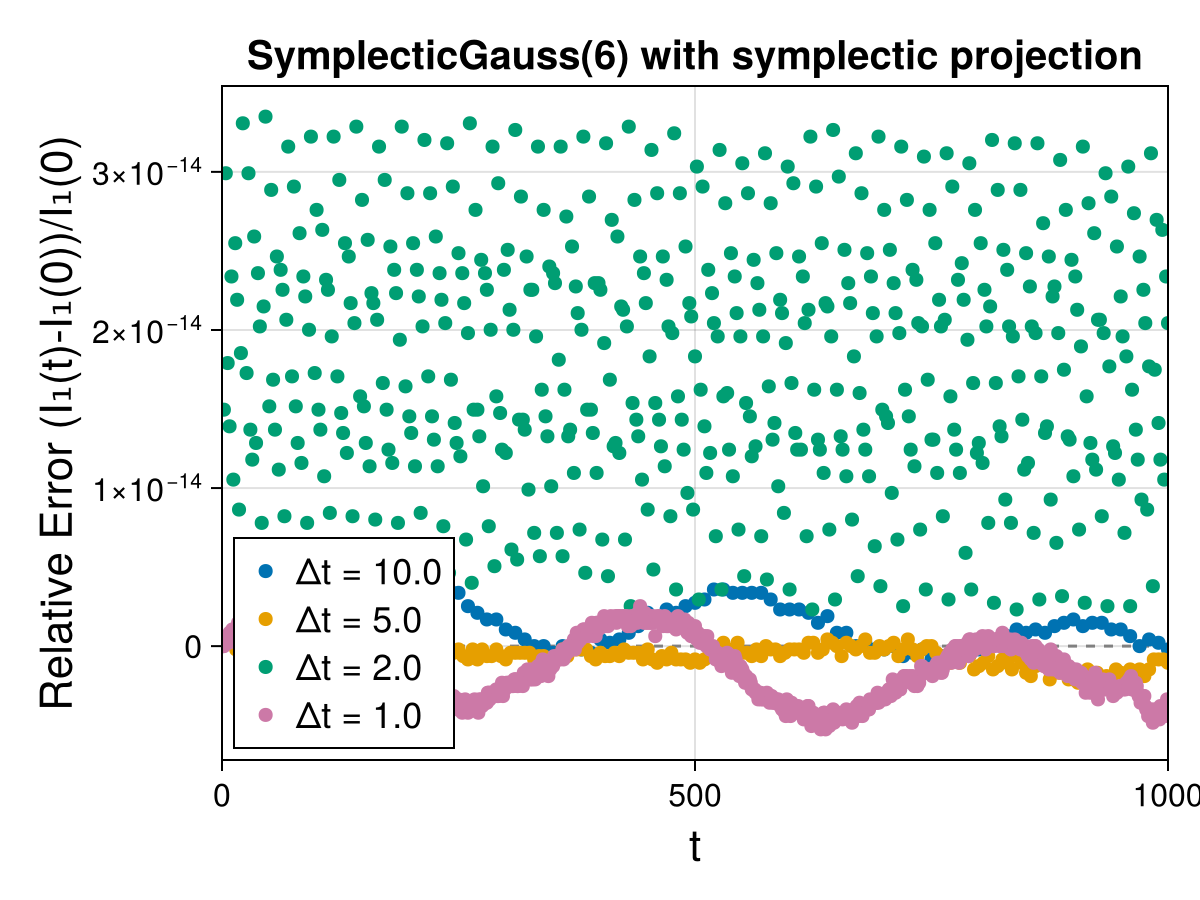 SymplecticGauss(6) with symplectic projection
Relative Error (I₁(t)-I₁(0))/I₁(0)
3×10⁻¹⁴
2×10⁻¹⁴
1×10⁻¹⁴
0
Δt = 10.0
Δt = 5.0
Δt = 2.0
Δt = 1.0
0
500
1000
t